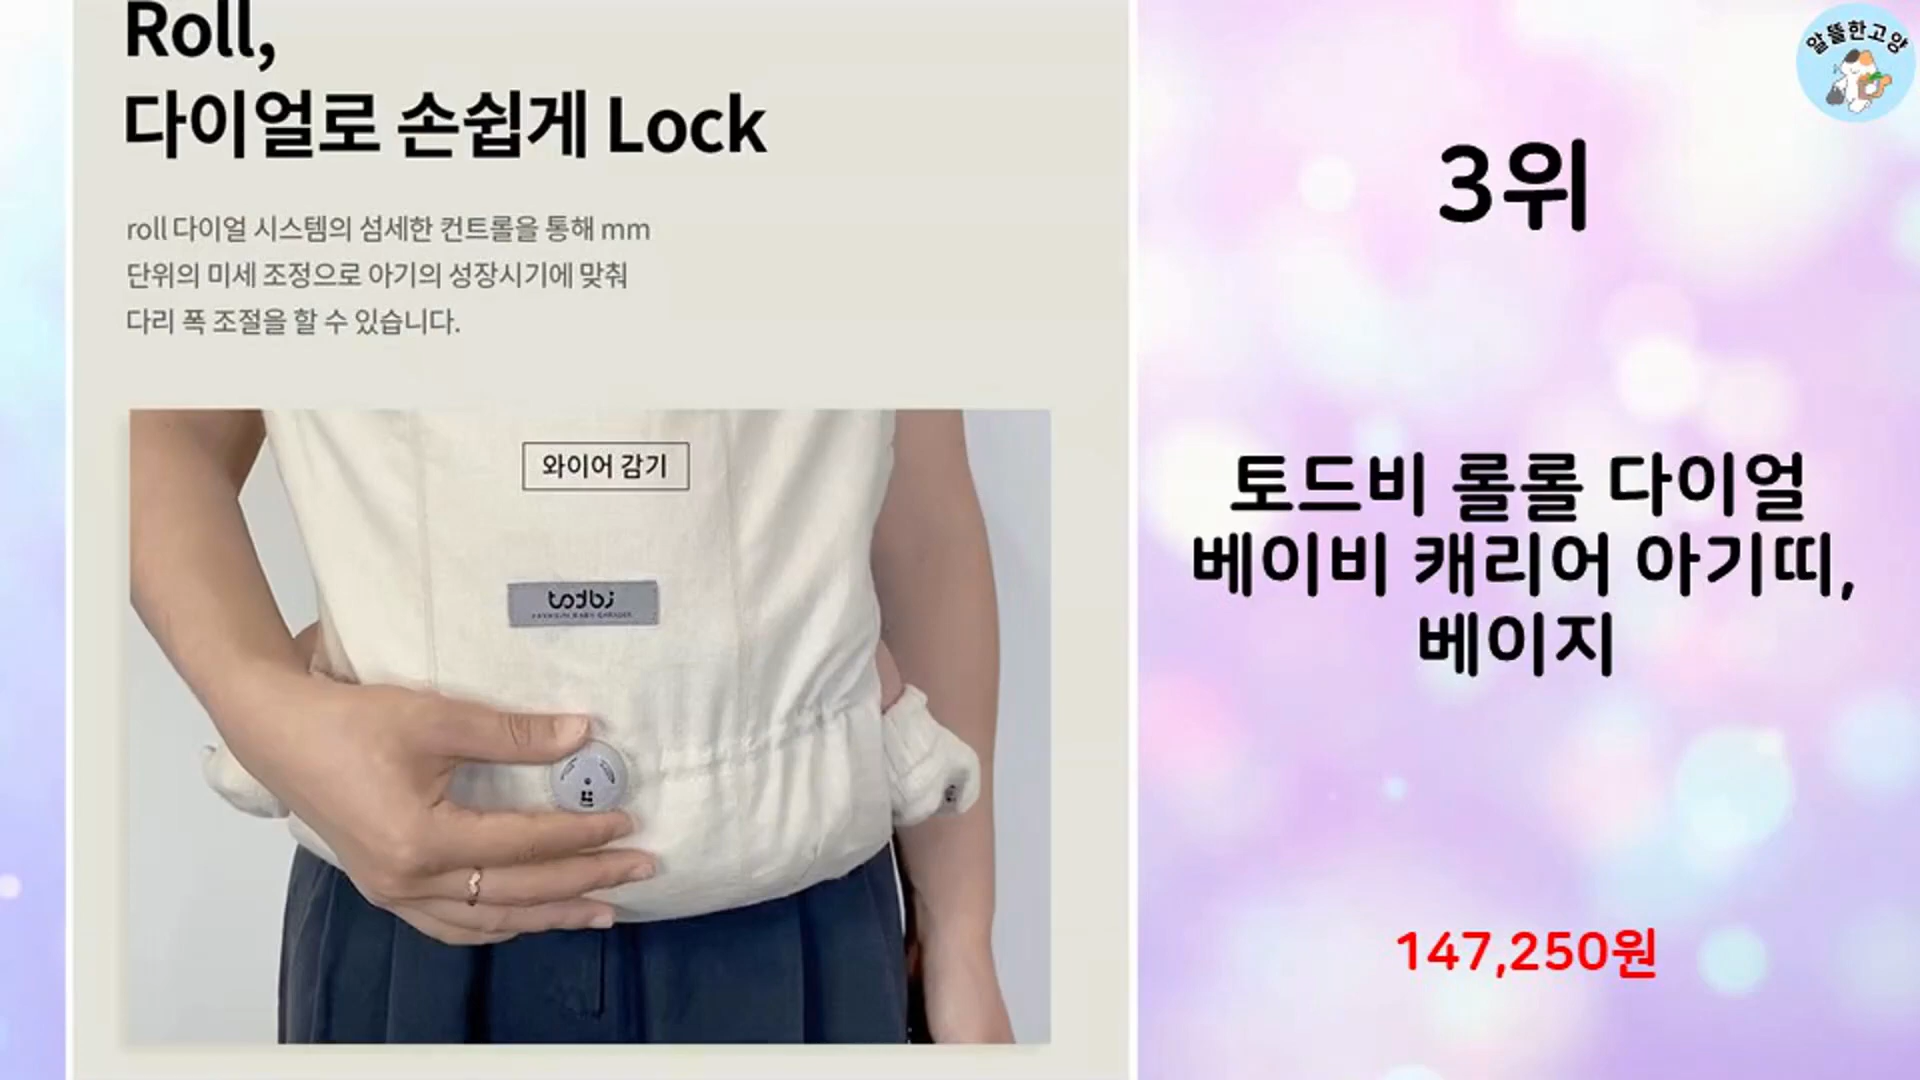 Roll,
다이얼로 손쉽게 Lock
roll 다이얼 시스템의 섬세한 컨트롤을 통해 mm
단위의 미세 조정으로 아기의 성장시기에 맞춰
다리 폭 조절을 할 수 있습니다.
와이어 감기
todbi
PREMIUM BABY CARRIER
알뜰한고양
3위
토드비 롤롤 다이얼
베이비 캐리어 아기띠,
베이지
147,250원